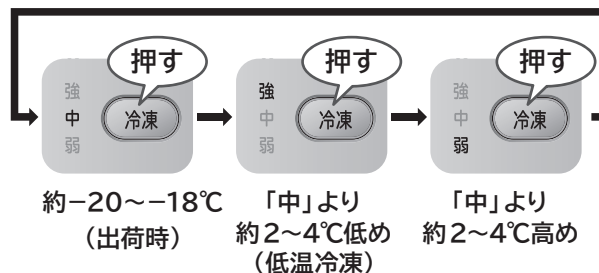 押す
強
中
弱
冷凍
約−20〜−18℃
（出荷時）
押す
強
中
弱
冷凍
「中」より
約2〜4℃低め
（低温冷凍）
押す
強
中
弱
冷凍
「中」より
約2〜4℃高め